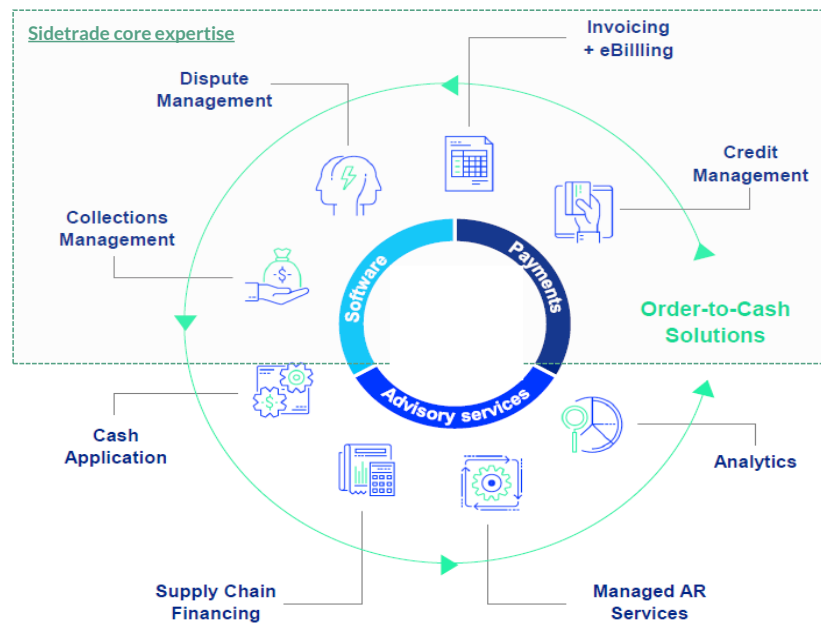 Sidetrade core expertise
Invoicing
+ eBillling
Dispute
Management
Credit
Management
Collections
Management
Software
Payments
Advisory services
Order-to-Cash
Solutions
Cash
Application
Analytics
Supply Chain
Financing
Managed AR
Services
-$-
$